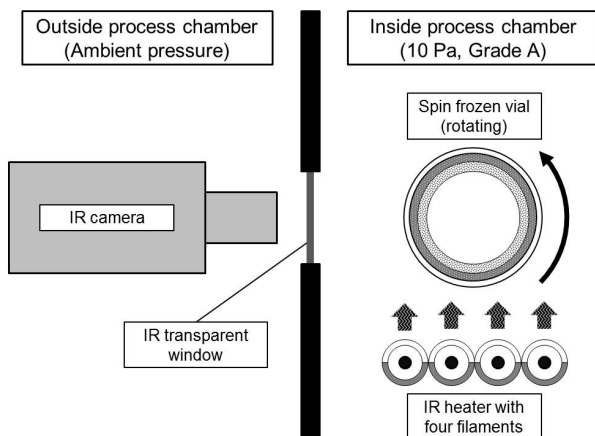 Outside process chamber
(Ambient pressure)
Inside process chamber
(10 Pa, Grade A)
Spin frozen vial
(rotating)
IR camera
IR transparent
window
IR heater with
four filaments